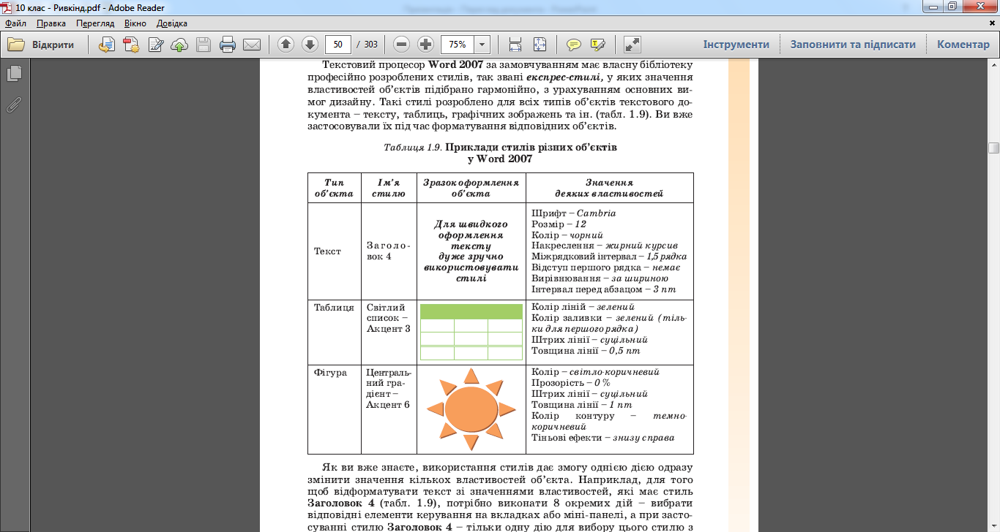 10 клас - Ривкінд.pdf - Adobe Reader
Файл Правка Перегляд Вікно Довідка
Відкрити 50 / 303 75% Інструменти Заповнити та підписати Коментар
Текстовий процесор Word 2007 за замовчуванням має власну бібліотеку
професійно розроблених стилів, так звані експрес-стилі, у яких значення
властивостей об’єктів підібрано гармонійно, з урахуванням основних ви-
мог дизайну. Такі стилі розроблено для всіх типів об’єктів текстового до-
кумента – тексту, таблиць, графічних зображень та ін. (табл. 1.9). Ви вже
застосовували їх під час форматування відповідних об’єктів.
Таблиця 1.9. Приклади стилів різних об’єктів
у Word 2007
Тип
об’єкта
Ім’я
стилю
Зразок оформлення
об’єкта
Значення
деяких властивостей
Текст
Заголо-
вок 4
Для швидкого
оформлення
тексту
дуже зручно
використовувати
стилі
Шрифт – Cambria
Розмір – 12
Колір – чорний
Накреслення – жирний курсив
Міжрядковий інтервал – 1,5 рядка
Відступ першого рядка – немає
Вирівнювання – за шириною
Інтервал перед абзацом – 3 пт
Таблиця
Світлий
список –
Акцент 3
Колір ліній – зелений
Колір заливки – зелений (тіль-
ки для першого рядка)
Штрих лінії – суцільний
Товщина лінії – 0,5 пт
Фігура
Централь-
ний гра-
дієнт –
Акцент 6
Колір – світло-коричневий
Прозорість – 0 %
Штрих лінії – суцільний
Товщина лінії – 1 пт
Колір контуру – темно-
коричневий
Тіньові ефекти – знизу справа
Як ви вже знаєте, використання стилів дає змогу однією дією одразу
змінити значення кількох властивостей об’єкта. Наприклад, для того
щоб відформатувати текст зі значеннями властивостей, які має стиль
Заголовок 4 (табл. 1.9), потрібно виконати 8 окремих дій – вибрати
відповідні елементи керування на вкладках або міні-панелі, а при засто-
суванні стилю Заголовок 4 – тільки одну дію для вибору цього стилю з